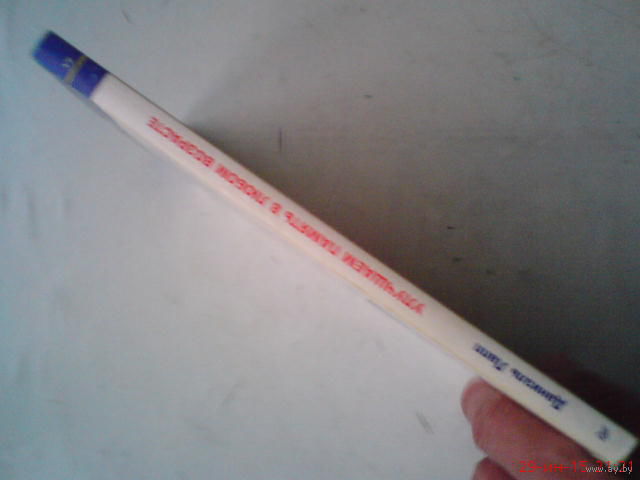 Даниэль Лапп
УЛУЧШАЕМ ПАМЯТЬ В ЛЮБОМ ВОЗРАСТЕ
www.ay.by